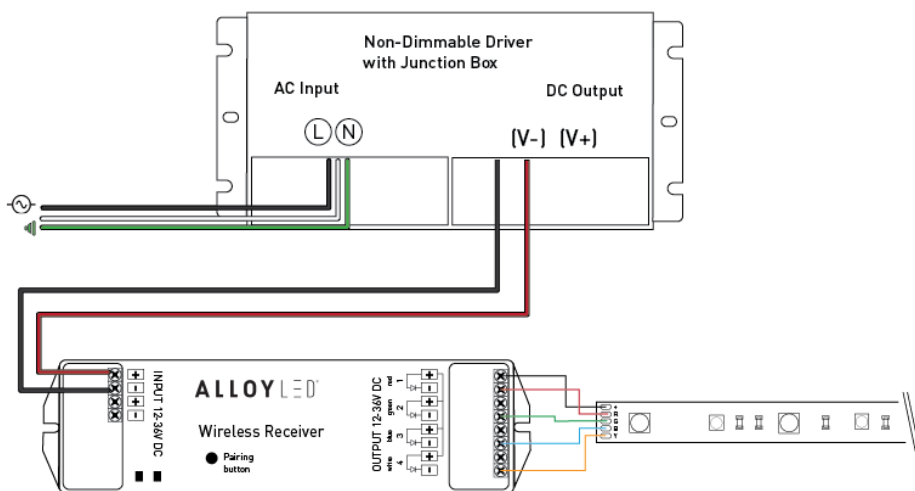 Non-Dimmable Driver
with Junction Box
AC Input
DC Output
L N
(V-) (V+)
INPUT 12-36V DC
+
-
+
-
ALLOYLED®
Wireless Receiver
Pairing
button
OUTPUT 12-36V DC
1 red + -
2 green + -
3 blue + -
4 white + -
+
R
G
B